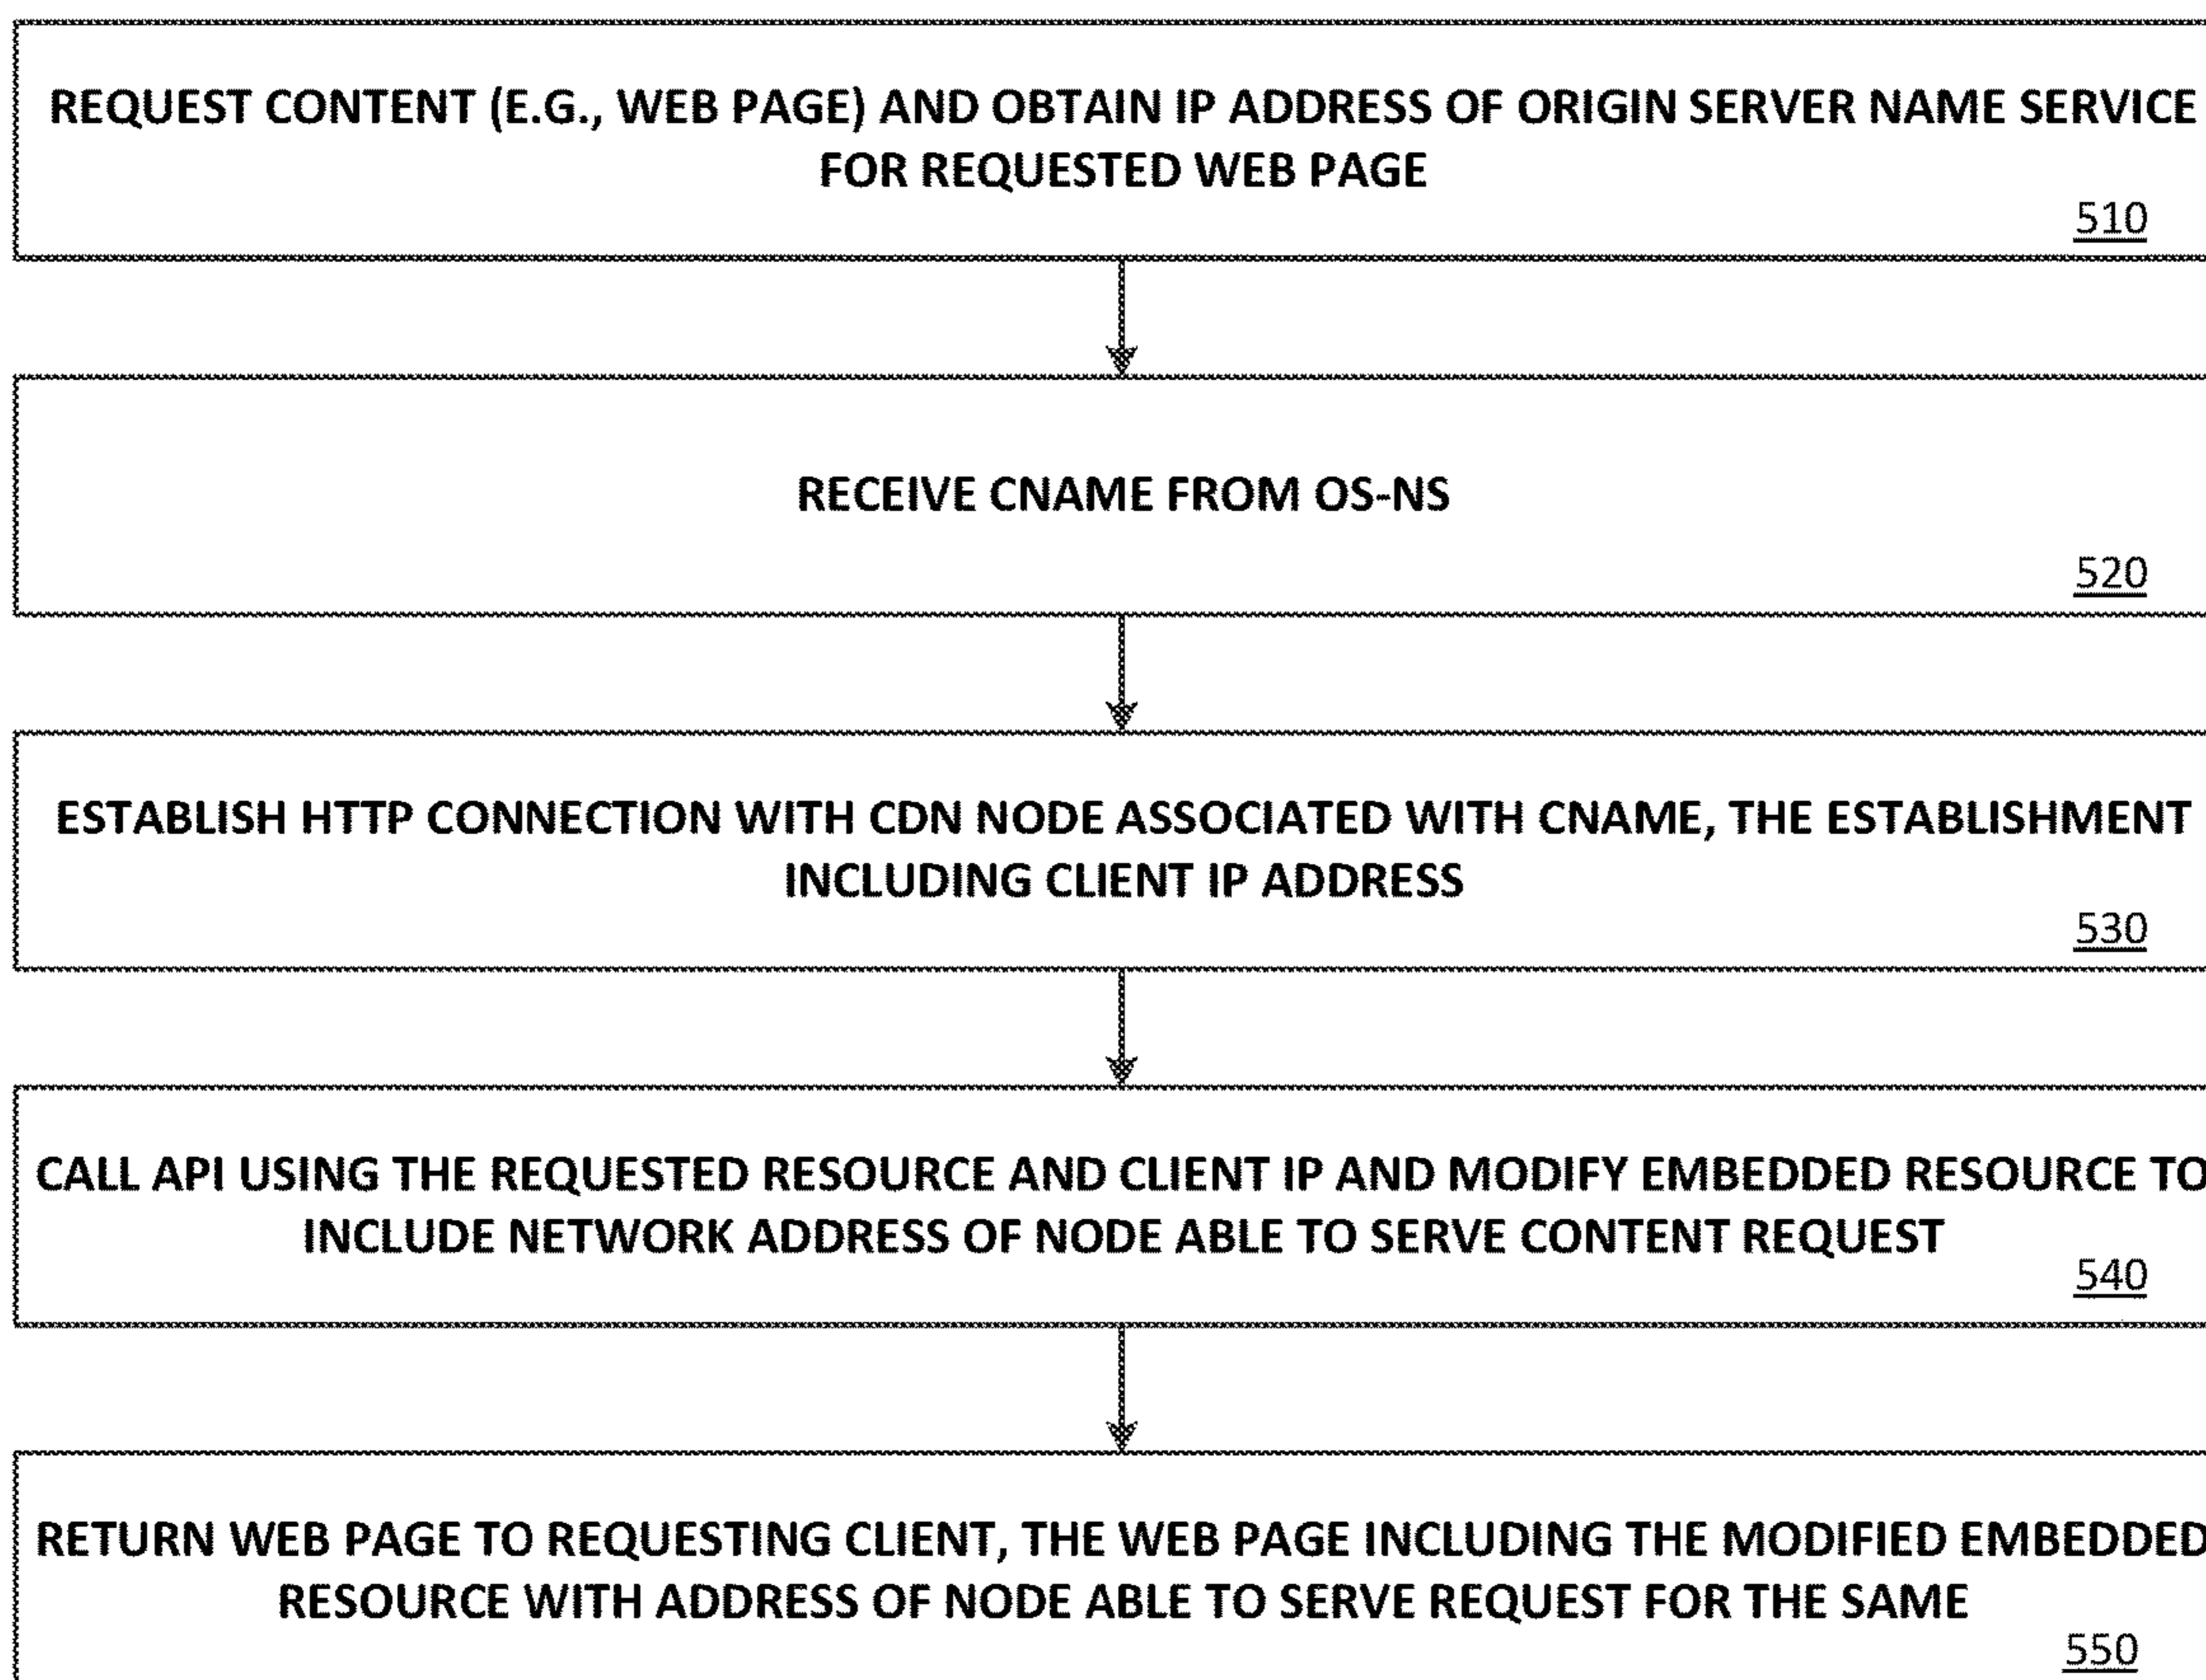 REQUEST CONTENT (E.G., WEB PAGE) AND OBTAIN IP ADDRESS OF ORIGIN SERVER NAME SERVICE
FOR REQUESTED WEB PAGE
510
RECEIVE CNAME FROM OS-NS
520
ESTABLISH HTTP CONNECTION WITH CDN NODE ASSOCIATED WITH CNAME, THE ESTABLISHMENT
INCLUDING CLIENT IP ADDRESS
530
CALL API USING THE REQUESTED RESOURCE AND CLIENT IP AND MODIFY EMBEDDED RESOURCE TO
INCLUDE NETWORK ADDRESS OF NODE ABLE TO SERVE CONTENT REQUEST
540
RETURN WEB PAGE TO REQUESTING CLIENT, THE WEB PAGE INCLUDING THE MODIFIED EMBEDDED
RESOURCE WITH ADDRESS OF NODE ABLE TO SERVE REQUEST FOR THE SAME
550